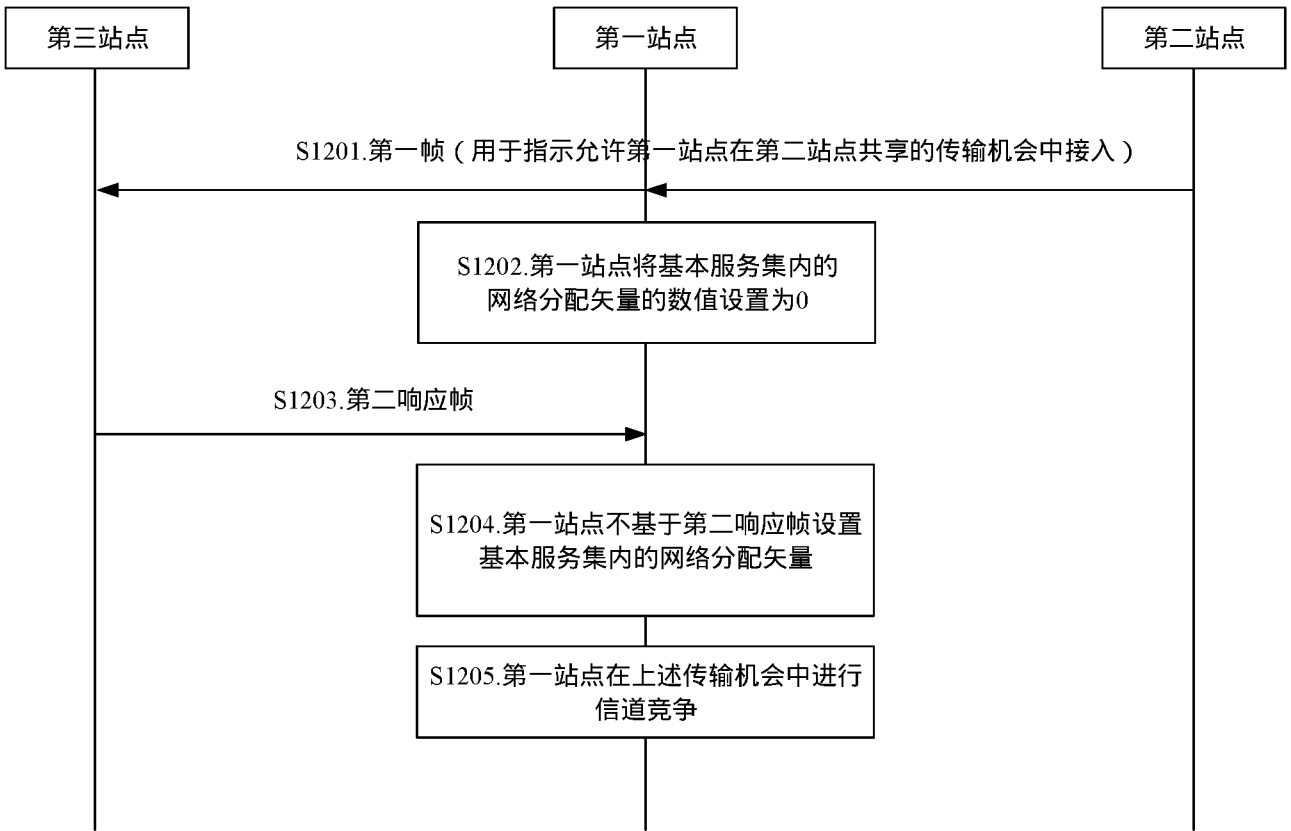 第三站点
第一站点
第二站点
S1201.第一帧（用于指示允许第一站点在第二站点共享的传输机会中接入）
S1202.第一站点将基本服务集内的
网络分配矢量的数值设置为0
S1203.第二响应帧
S1204.第一站点不基于第二响应帧设置
基本服务集内的网络分配矢量
S1205.第一站点在上述传输机会中进行
信道竞争